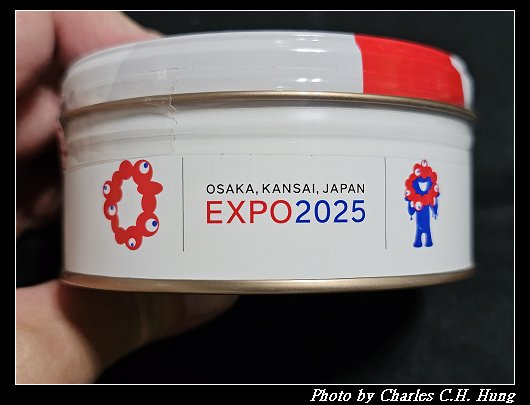 OSAKA, KANSAI, JAPAN
EXPO2025
Photo by Charles C.H. Hung